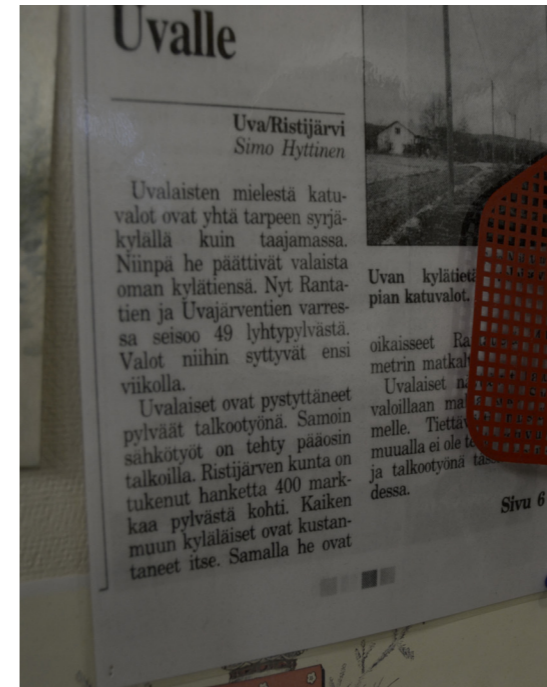 Uvalle
Uva/Ristijärvi
Simo Hyttinen
Uvalaisten mielestä katu-
valot ovat yhtä tarpeen syrjä-
kylällä kuin taajamassa.
Niinpä he päättivät valaista
oman kylätiensä. Nyt Ranta-
tien ja Uvajärventien varres-
sa seisoo 49 lyhtypylvästä.
Valot niihin syttyvät ensi
viikolla.
Uvalaiset ovat pystyttäneet
pylväät talkootyönä. Samoin
sähkötyöt on tehty pääosin
talkoilla. Ristijärven kunta on
tukenut hanketta 400 mark-
kaa pylvästä kohti. Kaiken
muun kyläläiset ovat kustan-
taneet itse. Samalla he ovat
Uvan
pian katuvalot.
oikaisseet
metrin
Uvalaiset
valoillaan
melle.
muualla ei ole
ja talkootyönä
dessa.
Sivu 6